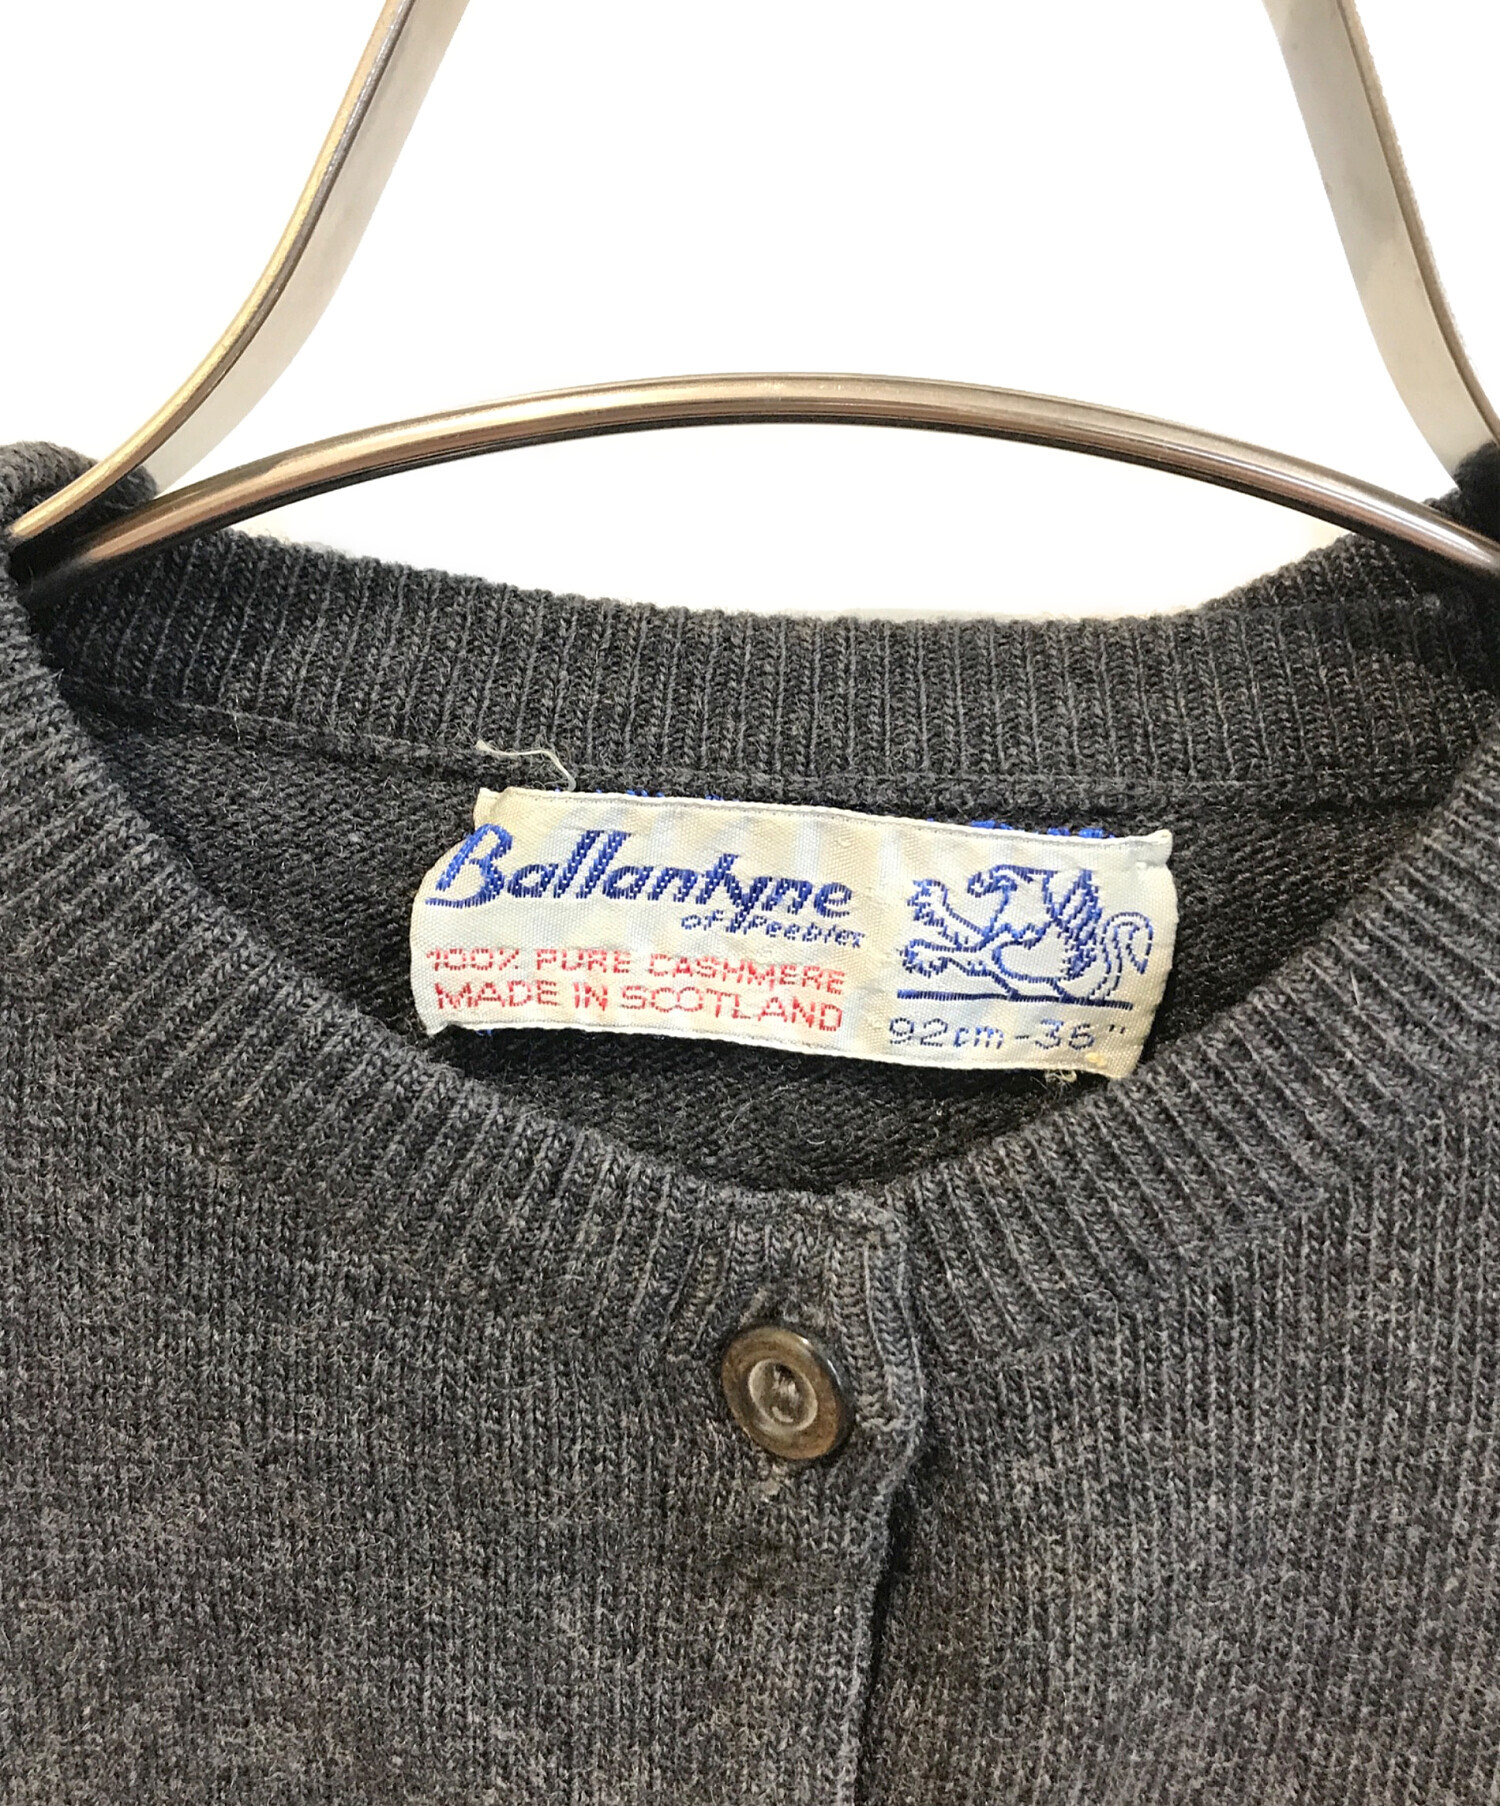 Ballantyne
of Peebles
100% PURE CASHMERE
MADE IN SCOTLAND
92cm-36"